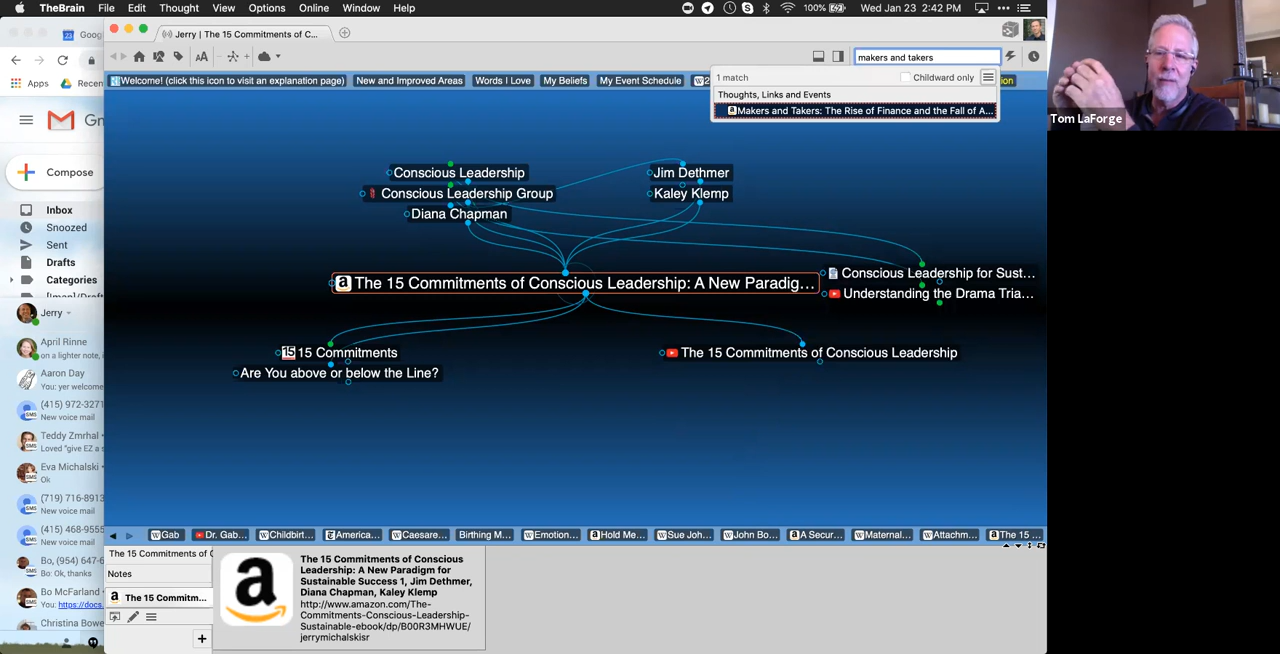 TheBrain File Edit Thought View Options Online Window Help
100% Wed Jan 23 2:42 PM
23 Goog
Jerry | The 15 Commitments of C...
makers and takers
Apps Recen
Welcome! (click this icon to visit an explanation page) New and Improved Areas Words I Love My Beliefs My Event Schedule
1 match Childward only
Thoughts, Links and Events
Makers and Takers: The Rise of Finance and the Fall of A...
Tom LaForge
Compose
Inbox
Snoozed
Sent
Drafts
Categories
[Imap]/Draft
Conscious Leadership
Conscious Leadership Group
Diana Chapman
Jim Dethmer
Kaley Klemp
The 15 Commitments of Conscious Leadership: A New Paradig...
Conscious Leadership for Sust...
Understanding the Drama Tria...
15 15 Commitments
Are You above or below the Line?
The 15 Commitments of Conscious Leadership
Jerry
April Rinne
on a lighter note, i
Aaron Day
You: yer welcome
(415) 972-3271
New voice mail
Teddy Zmrhal •
Loved "give EZ a s
Eva Michalski •
Ok
(719) 716-8913
New voice mail
(415) 468-9555
New voice mail
Bo, (954) 647-6
Bo: Ok, thanks
Bo McFarland •
You: https://docs.
Christina Bowe
Gab Dr. Gab... Childbirt... America... Caesare... Birthing M... Emotion... Hold Me... Sue Joh... John Bo... A Secur... Maternal... Attachm... The 15 ...
The 15 Commitments of C
Notes
The 15 Commitm...
The 15 Commitments of Conscious
Leadership: A New Paradigm for
Sustainable Success 1, Jim Dethmer,
Diana Chapman, Kaley Klemp
http://www.amazon.com/The-
Commitments-Conscious-Leadership-
Sustainable-ebook/dp/B00R3MHWUE/
jerrymichalskisr